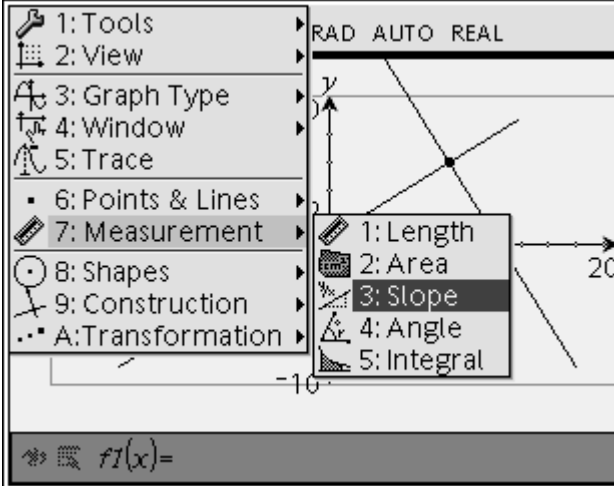 1: Tools
2: View
3: Graph Type
4: Window
5: Trace
6: Points & Lines
7: Measurement
8: Shapes
9: Construction
A:Transformation
RAD AUTO REAL
y
1: Length
2: Area
3: Slope
4: Angle
5: Integral
20
-10
f1(x)=